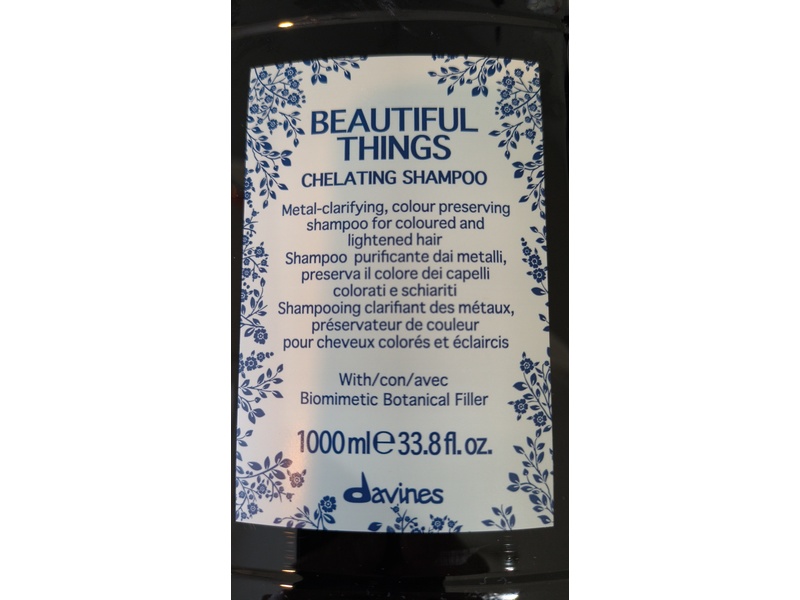 BEAUTIFUL
THINGS
CHELATING SHAMPOO
Metal-clarifying, colour preserving
shampoo for coloured and
lightened hair
Shampoo purificante dai metalli,
preserva il colore dei capelli
colorati e schiariti
Shampooing clarifiant des métaux,
préservateur de couleur
pour cheveux colorés et éclaircis
With/con/avec
Biomimetic Botanical Filler
1000 ml ℮ 33.8 fl. oz.
davines